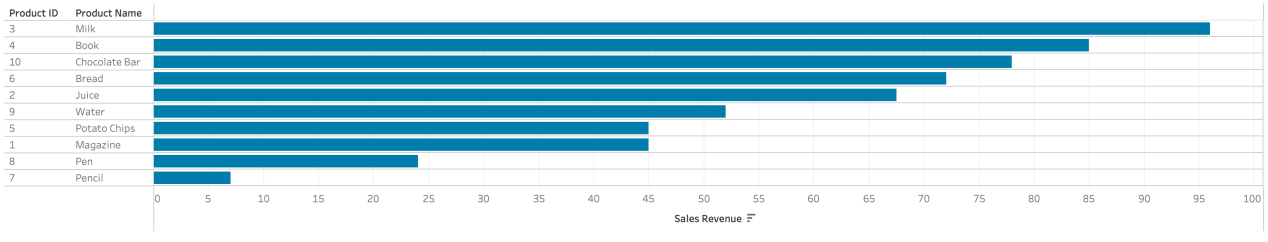 Product ID Product Name
3 Milk
4 Book
10 Chocolate Bar
6 Bread
2 Juice
9 Water
5 Potato Chips
1 Magazine
8 Pen
7 Pencil
0 5 10 15 20 25 30 35 40 45 50 55 60 65 70 75 80 85 90 95 100
Sales Revenue